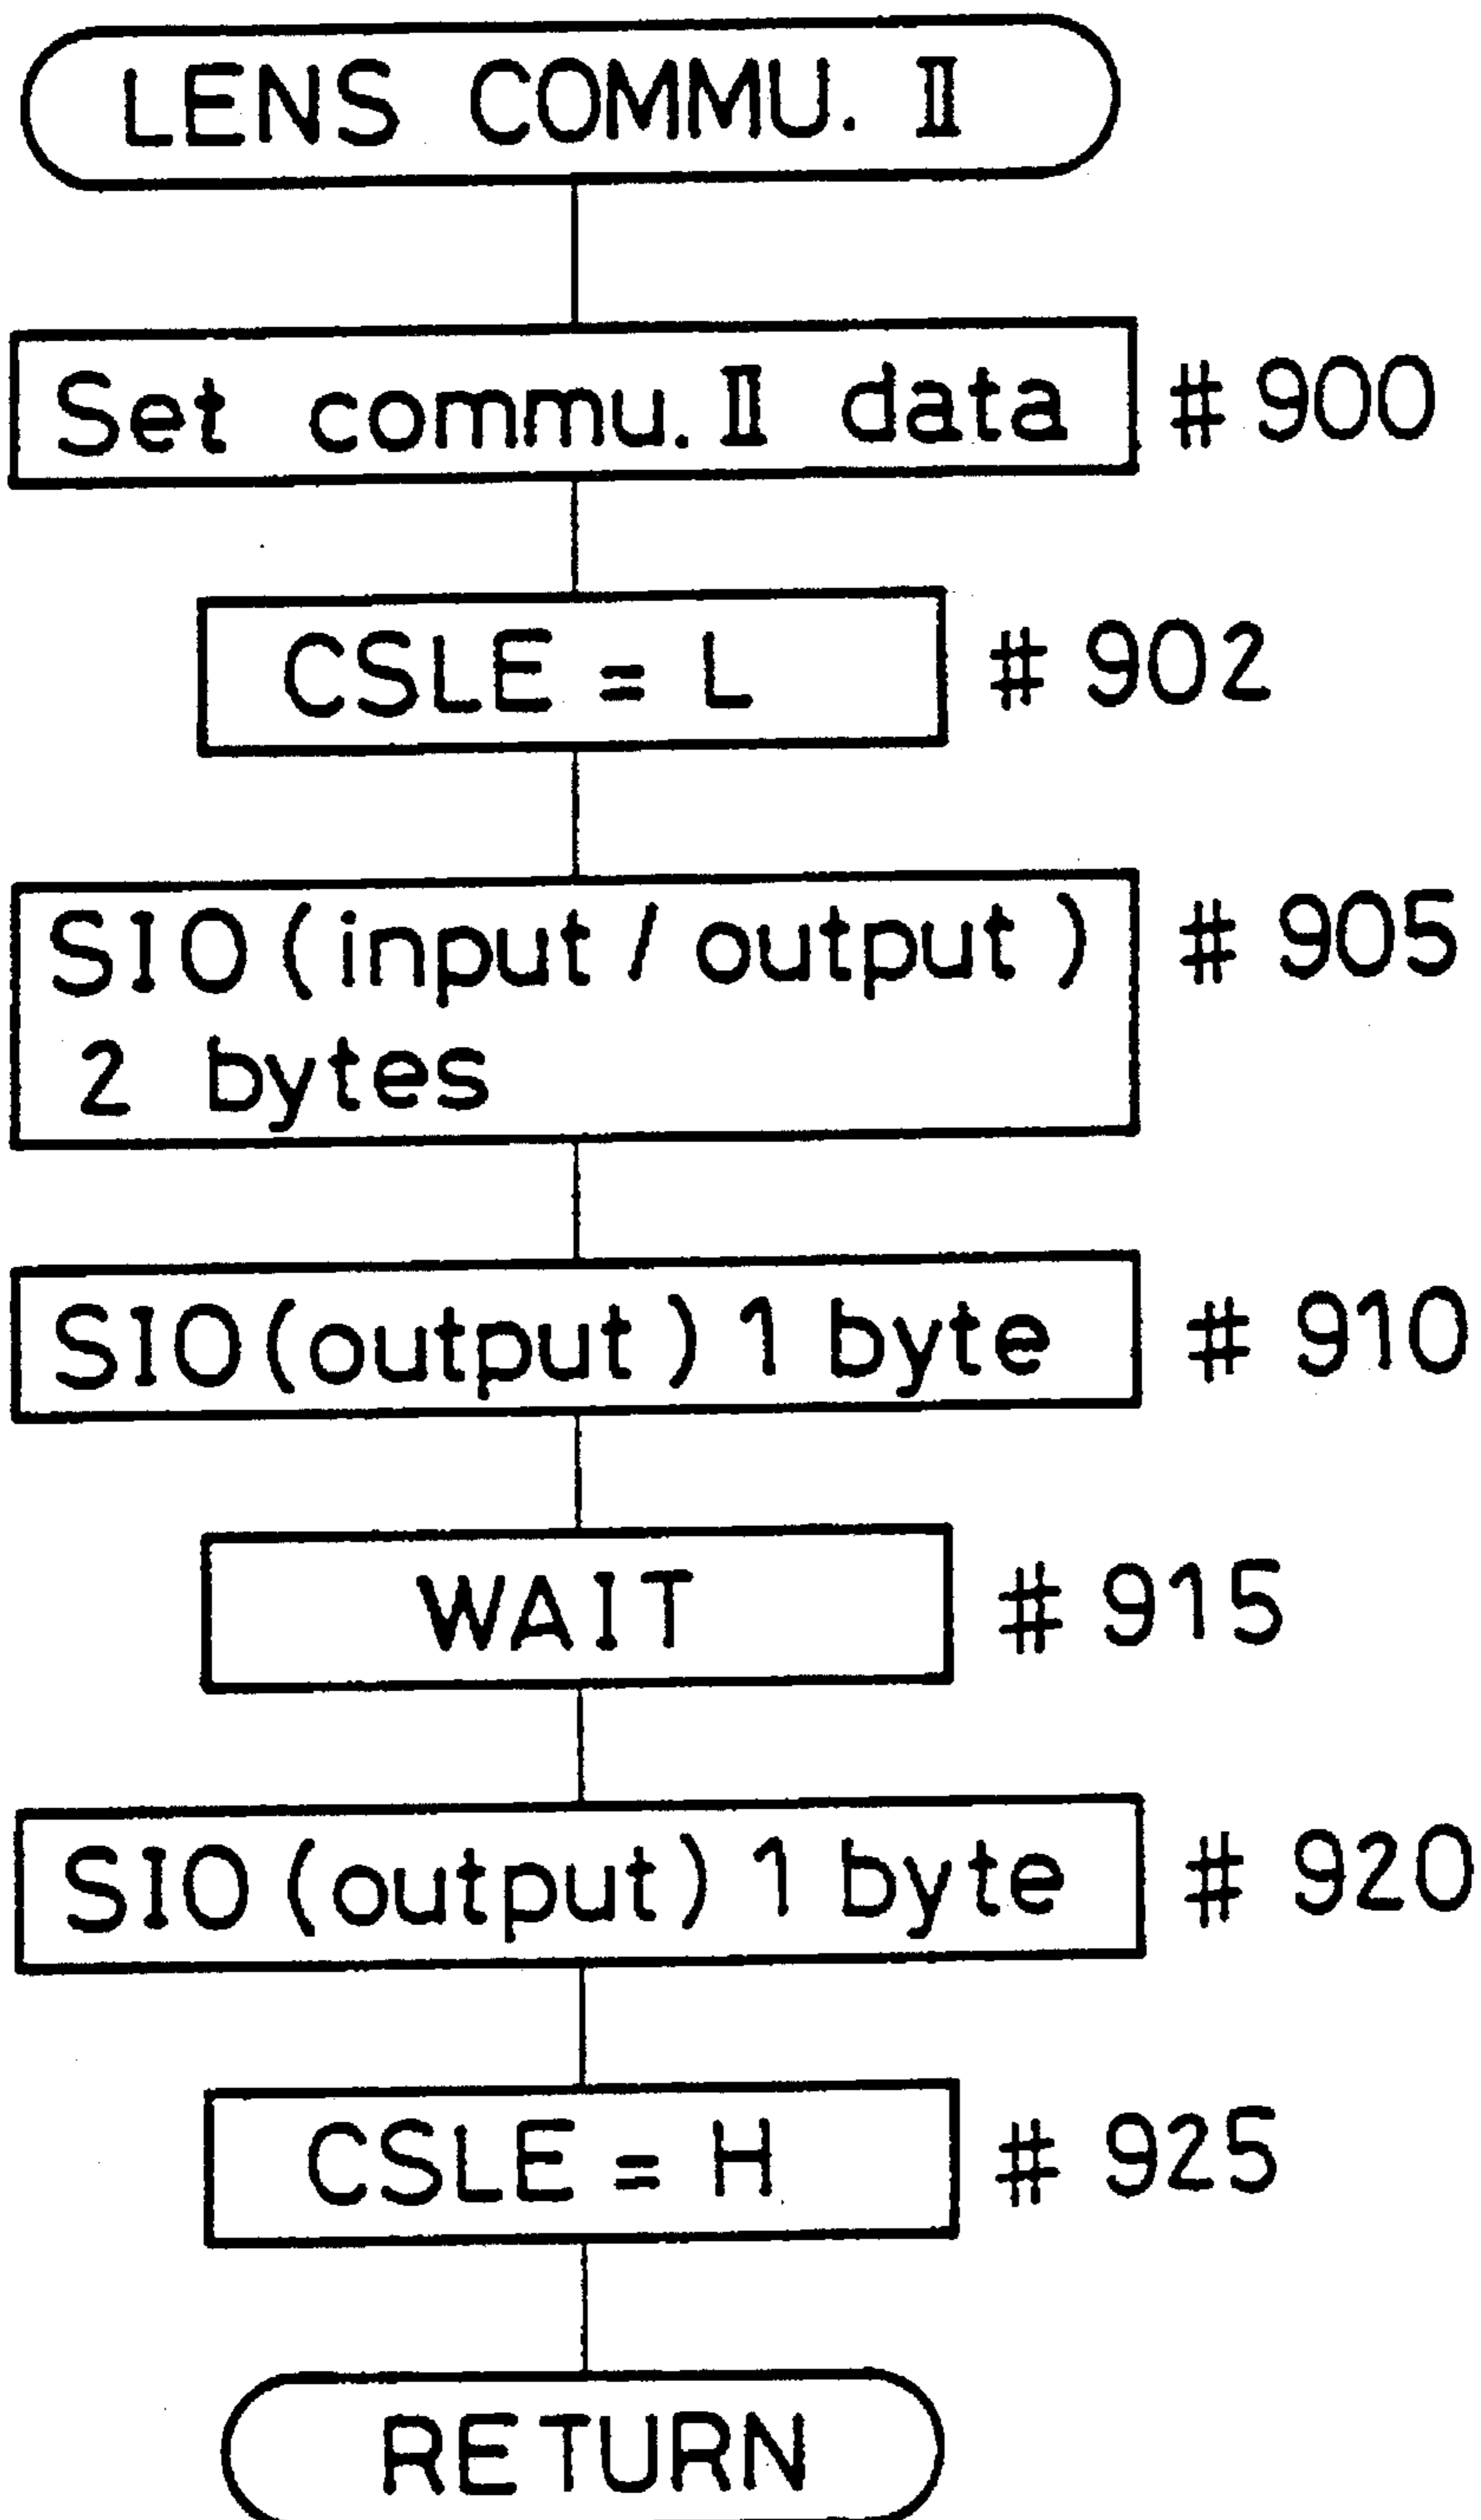 LENS COMMU. II
Set commu. II data #900
CSLE = L #902
SIO (input / output) #905
2 bytes
SIO (output) 1 byte #910
WAIT #915
SIO (output) 1 byte #920
CSLE = H #925
RETURN